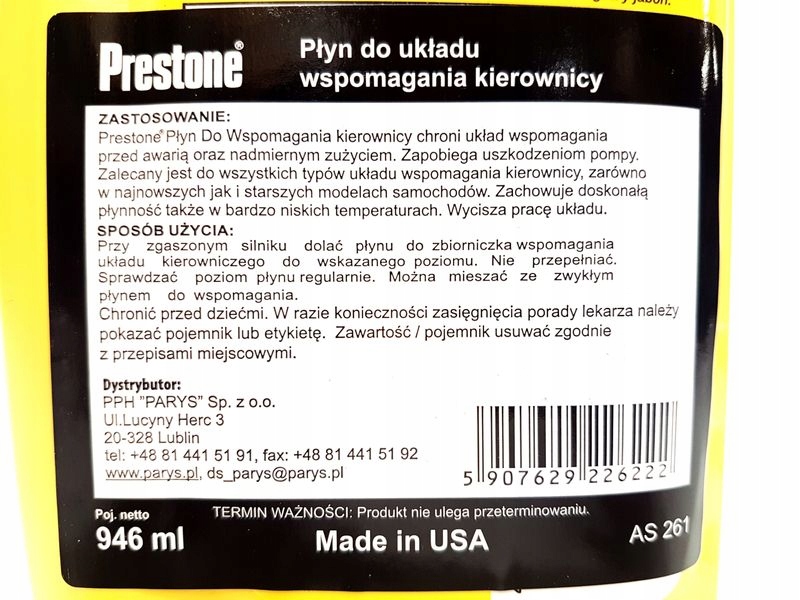 jabon.
Prestone®
Płyn do układu
wspomagania kierownicy
ZASTOSOWANIE:
Prestone® Płyn Do Wspomagania kierownicy chroni układ wspomagania
przed awarią oraz nadmiernym zużyciem. Zapobiega uszkodzeniom pompy.
Zalecany jest do wszystkich typów układu wspomagania kierownicy, zarówno
w najnowszych jak i starszych modelach samochodów. Zachowuje doskonałą
płynność także w bardzo niskich temperaturach. Wycisza pracę układu.
SPOSÓB UŻYCIA:
Przy zgaszonym silniku dolać płynu do zbiorniczka wspomagania
układu kierowniczego do wskazanego poziomu. Nie przepełniać.
Sprawdzać poziom płynu regularnie. Można mieszać ze zwykłym
płynem do wspomagania.
Chronić przed dziećmi. W razie konieczności zasięgnięcia porady lekarza należy
pokazać pojemnik lub etykietę. Zawartość / pojemnik usuwać zgodnie
z przepisami miejscowymi.
Dystrybutor:
PPH ”PARYS” Sp. z o.o.
Ul.Lucyny Herc 3
20-328 Lublin
tel: +48 81 441 51 91, fax: +48 81 441 51 92
www.parys.pl, ds_parys@parys.pl
5 907629 226222
Poj. netto
946 ml
TERMIN WAŻNOŚCI: Produkt nie ulega przeterminowaniu.
Made in USA
AS 261